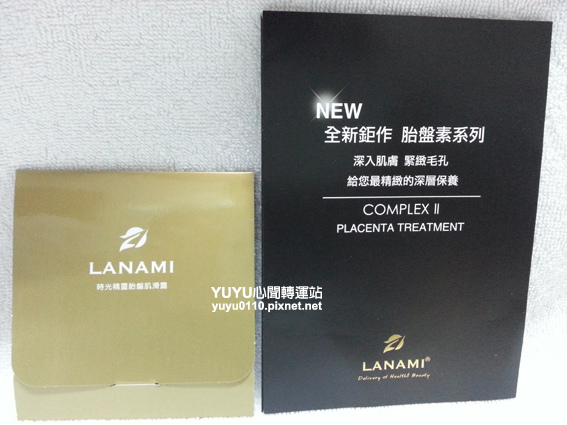 NEW
全新鉅作 胎盤素系列
深入肌膚 緊緻毛孔
給您最精緻的深層保養
COMPLEX II
PLACENTA TREATMENT
LANAMI®
Delivery of Health & Beauty
LANAMI
時光精靈胎盤肌滑露
YUYU心聞轉運站
yuyu0110.pixnet.net